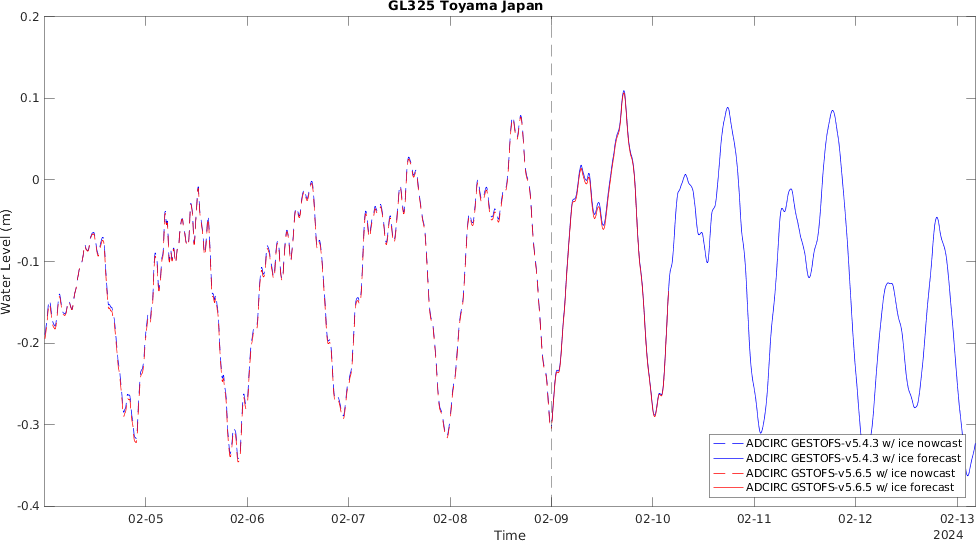 GL325 Toyama Japan
0.2
0.1
0
-0.1
-0.2
-0.3
-0.4
Water Level (m)
ADCIRC GESTOFS-v5.4.3 w/ ice nowcast
ADCIRC GESTOFS-v5.4.3 w/ ice forecast
ADCIRC GSTOFS-v5.6.5 w/ ice nowcast
ADCIRC GSTOFS-v5.6.5 w/ ice forecast
02-05 02-06 02-07 02-08 02-09 02-10 02-11 02-12 02-13
Time
2024